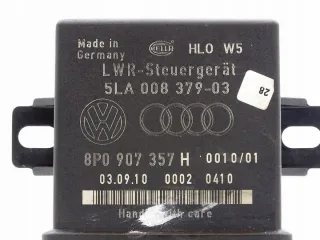 Made in
Germany
HELLA
HLO W5
LWR-Steuergerät
5LA 008 379-03
28
8P0 907 357 H 0010/01
03.09.10 0002 0410
Handle with care